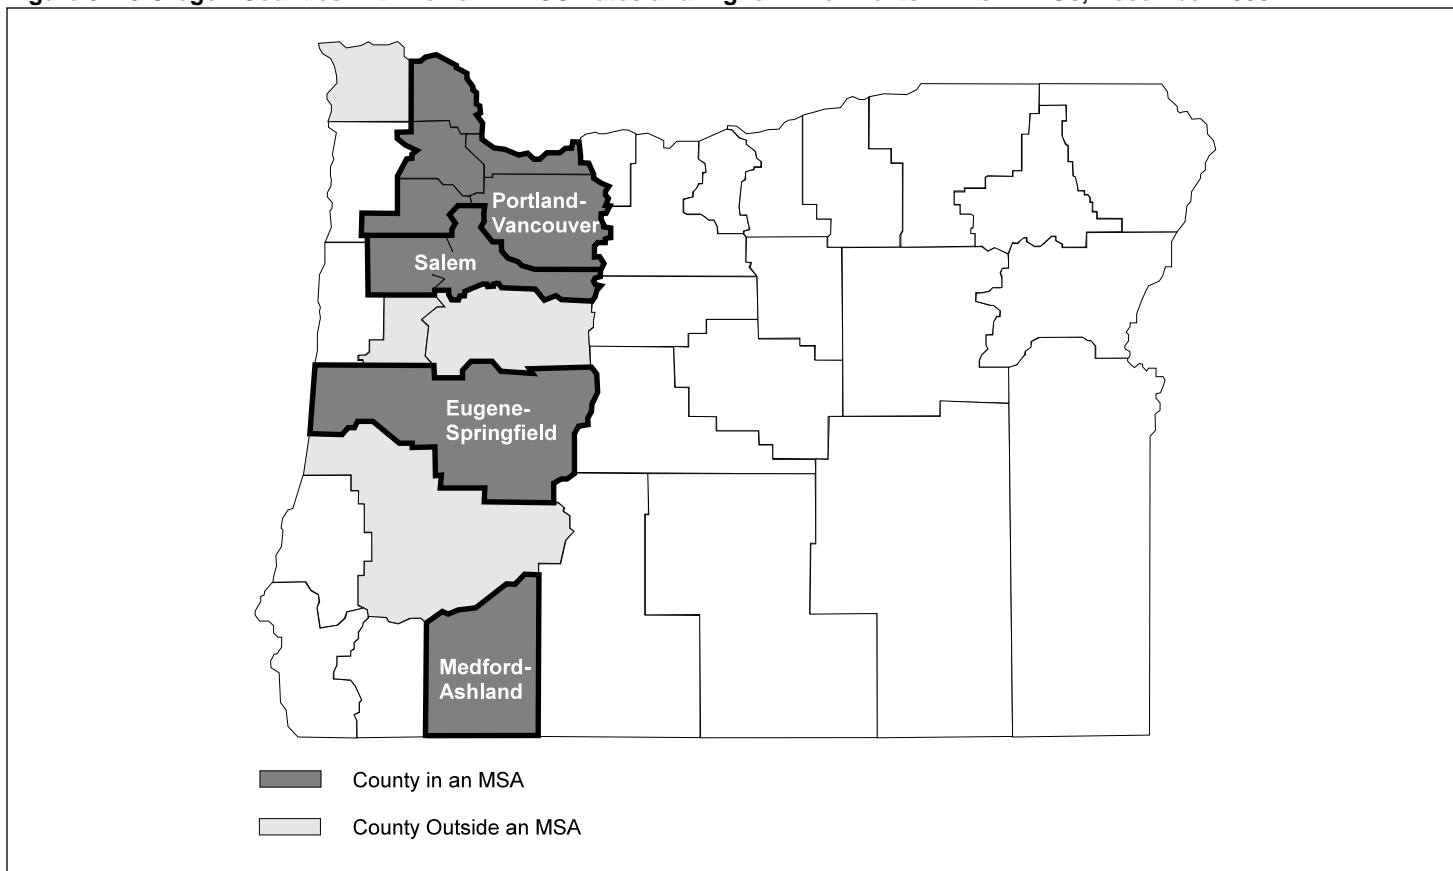 Portland-
Vancouver
Salem
Eugene-
Springfield
Medford-
Ashland
County in an MSA
County Outside an MSA